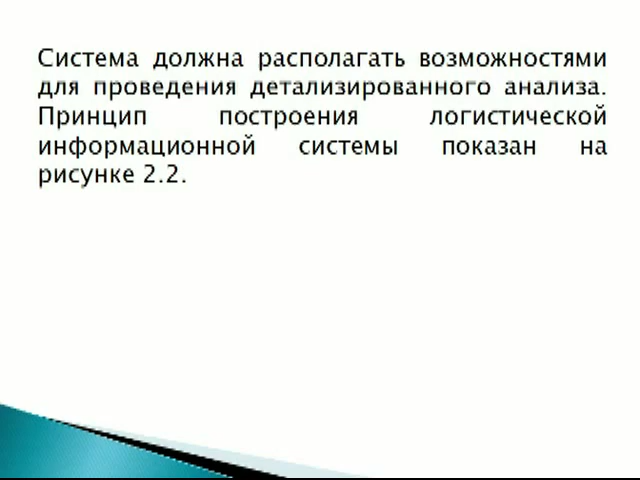 Система должна располагать возможностями
для проведения детализированного анализа.
Принцип построения логистической
информационной системы показан на
рисунке 2.2.